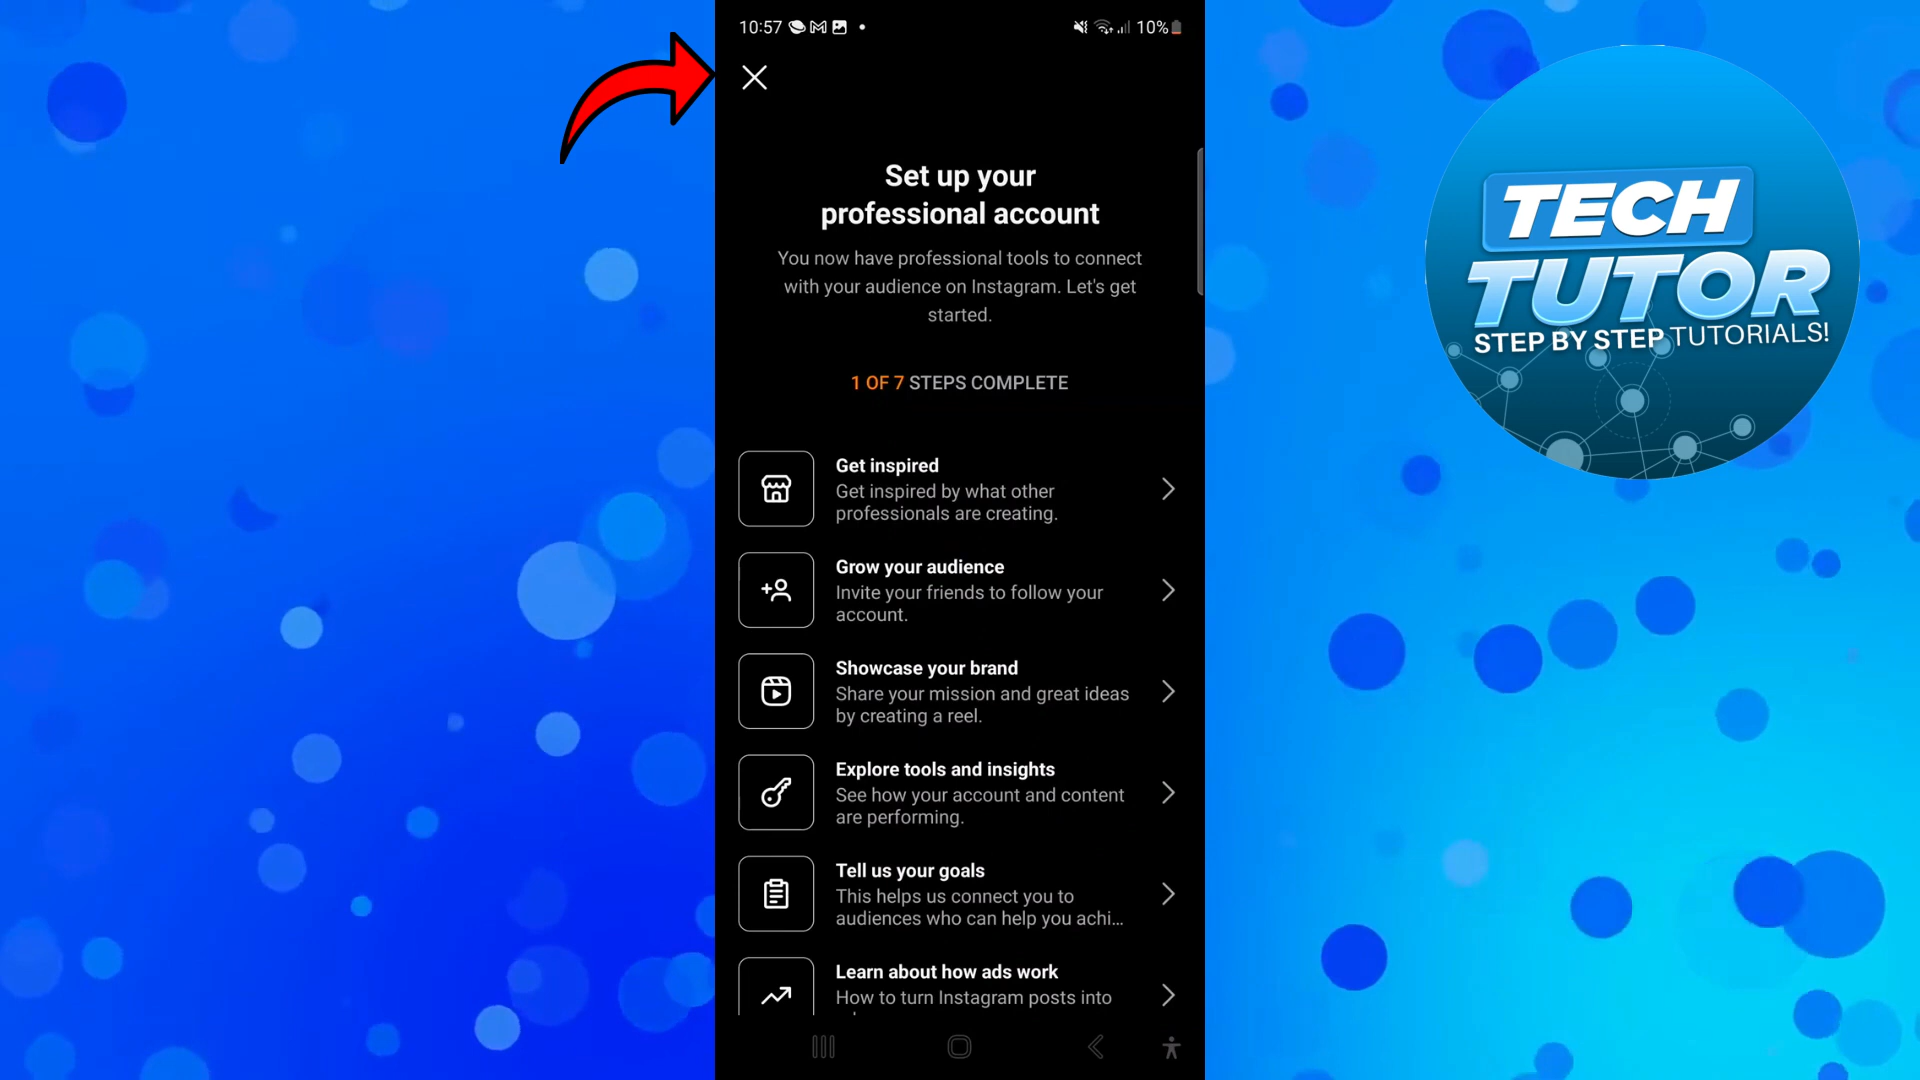 10:57
10%
Set up your
professional account
You now have professional tools to connect
with your audience on Instagram. Let's get
started.
1 OF 7 STEPS COMPLETE
Get inspired
Get inspired by what other
professionals are creating.
Grow your audience
Invite your friends to follow your
account.
Showcase your brand
Share your mission and great ideas
by creating a reel.
Explore tools and insights
See how your account and content
are performing.
Tell us your goals
This helps us connect you to
audiences who can help you achi...
Learn about how ads work
How to turn Instagram posts into
TECH
TUTOR
STEP BY STEP TUTORIALS!